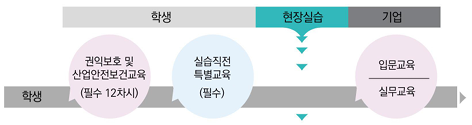 학생
현장실습
기업
권익보호 및
산업안전보건교육
(필수 12차시)
실습직전
특별교육
(필수)
입문교육
실무교육
학생